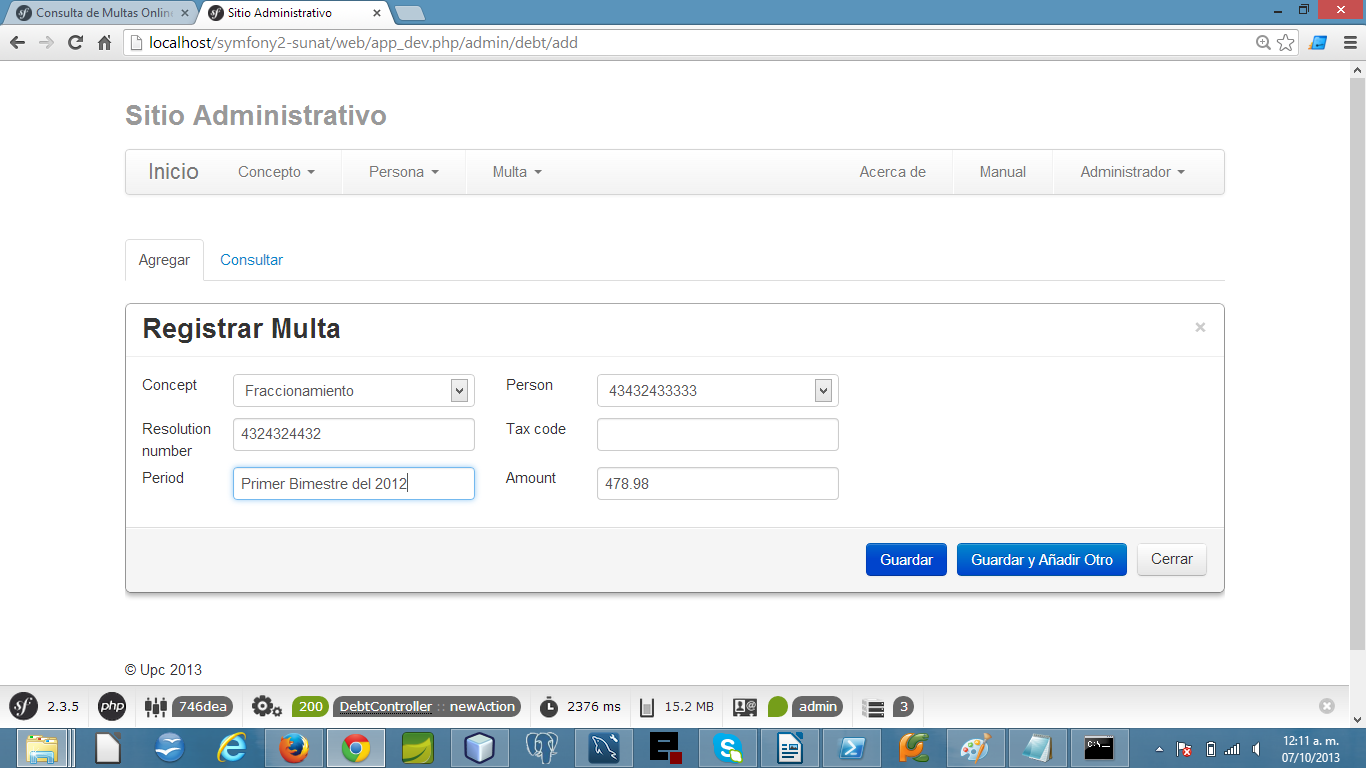 Consulta de Multas Online
Sitio Administrativo
localhost/symfony2-sunat/web/app_dev.php/admin/debt/add
Sitio Administrativo
Inicio Concepto Persona Multa Acerca de Manual Administrador
Agregar Consultar
Registrar Multa ×
Concept Fraccionamiento Person 43432433333
Resolution number 4324324432 Tax code
Period Primer Bimestre del 2012 Amount 478.98
Guardar Guardar y Añadir Otro Cerrar
© Upc 2013
sf 2.3.5 php 746dea 200 DebtController :: newAction 2376 ms 15.2 MB admin 3
12:11 a. m.
07/10/2013